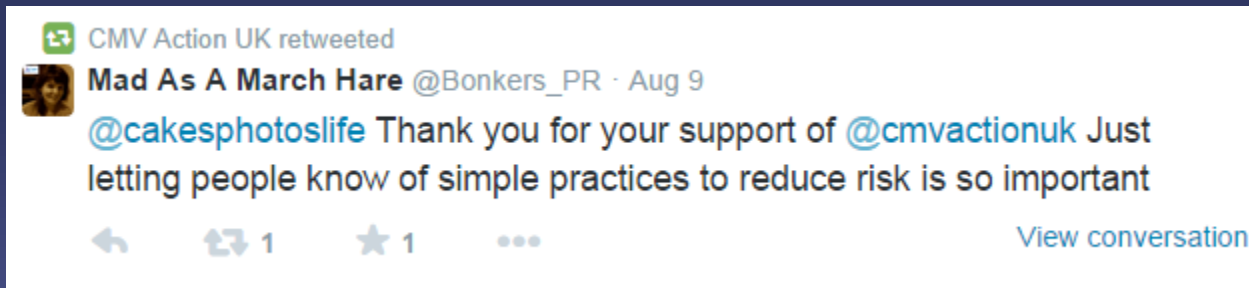 CMV Action UK retweeted
Mad As A March Hare @Bonkers_PR · Aug 9
@cakesphotoslife Thank you for your support of @cmvactionuk Just
letting people know of simple practices to reduce risk is so important
1 1 View conversation